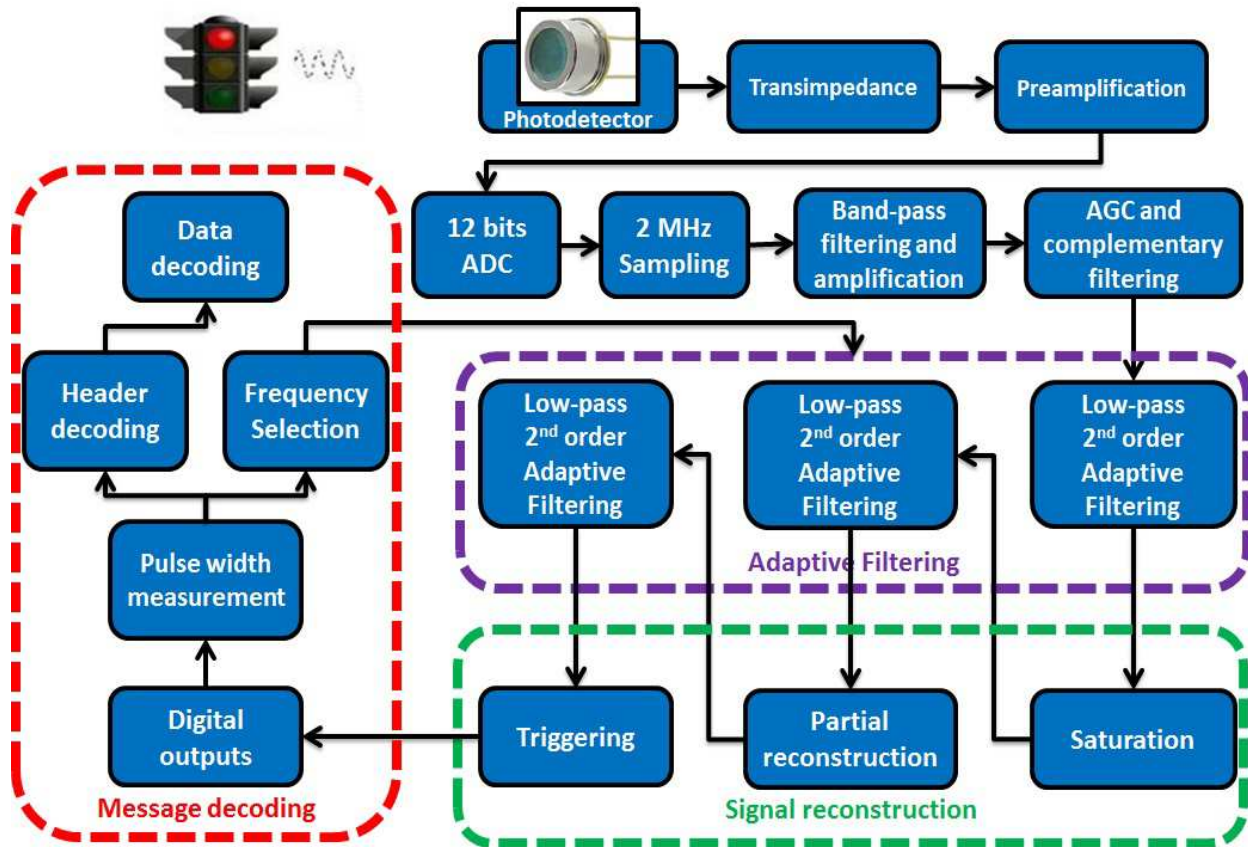 Photodetector
Transimpedance
Preamplification
12 bits
ADC
2 MHz
Sampling
Band-pass
filtering and
amplification
AGC and
complementary
filtering
Data
decoding
Header
decoding
Frequency
Selection
Low-pass
2nd order
Adaptive
Filtering
Low-pass
2nd order
Adaptive
Filtering
Low-pass
2nd order
Adaptive
Filtering
Adaptive Filtering
Pulse width
measurement
Digital
outputs
Triggering
Partial
reconstruction
Saturation
Message decoding
Signal reconstruction